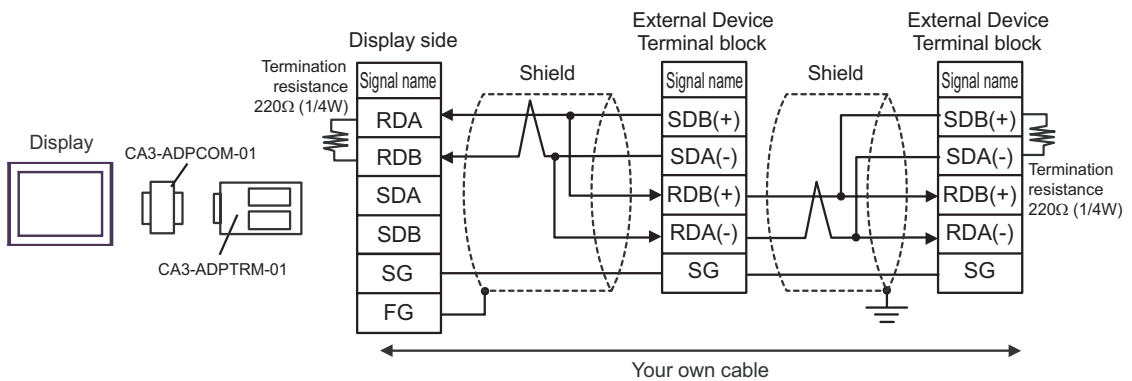 External Device
Terminal block
External Device
Terminal block
Display side
Termination
resistance
220Ω (1/4W)
Signal name
Shield
Signal name
Shield
Signal name
RDA
SDB(+)
SDB(+)
Display
CA3-ADPCOM-01
RDB
SDA(-)
SDA(-)
Termination
resistance
220Ω (1/4W)
SDA
RDB(+)
RDB(+)
SDB
RDA(-)
RDA(-)
CA3-ADPTRM-01
SG
SG
SG
FG
Your own cable